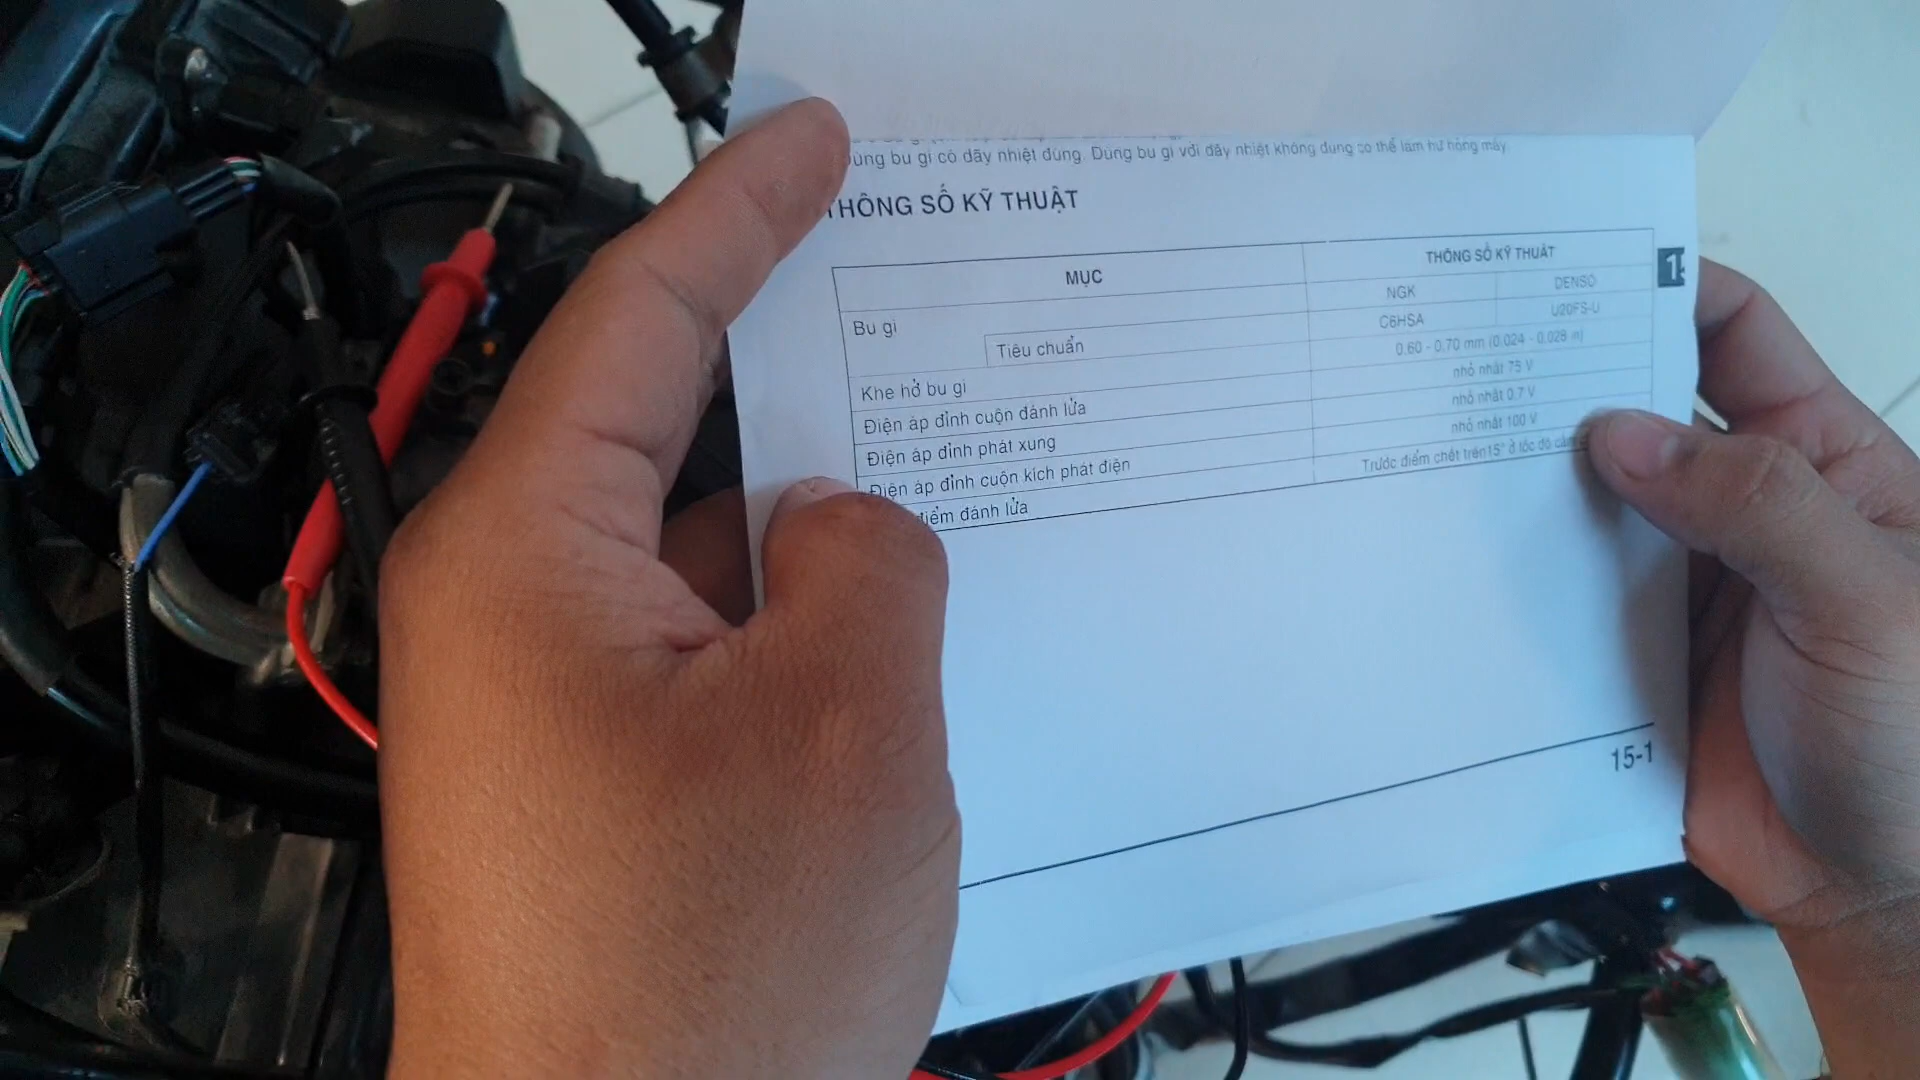 dùng bu gi có dãy nhiệt đúng. Dùng bu gi với dãy nhiệt không đúng có thể làm hư hỏng máy.
THÔNG SỐ KỸ THUẬT
MỤC
THÔNG SỐ KỸ THUẬT
NGK
DENSO
Bu gi
Tiêu chuẩn
C6HSA
U20FS-U
Khe hở bu gi
0.60 - 0.70 mm (0.024 - 0.028 in)
Điện áp đỉnh cuộn đánh lửa
nhỏ nhất 75 V
Điện áp đỉnh phát xung
nhỏ nhất 0.7 V
Điện áp đỉnh cuộn kích phát điện
nhỏ nhất 100 V
điểm đánh lửa
Trước điểm chết trên 15° ở tốc độ
15-1